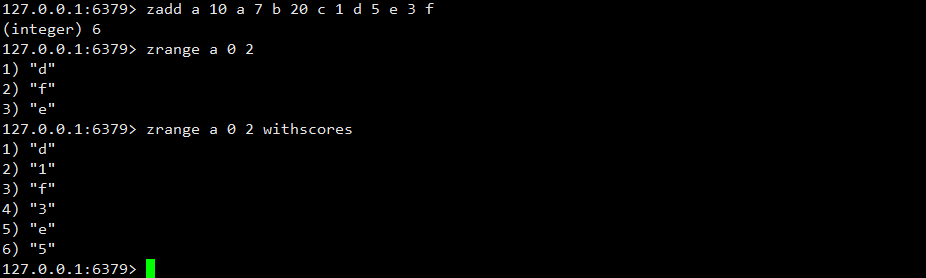 127.0.0.1:6379> zadd a 10 a 7 b 20 c 1 d 5 e 3 f
(integer) 6
127.0.0.1:6379> zrange a 0 2
1) "d"
2) "f"
3) "e"
127.0.0.1:6379> zrange a 0 2 withscores
1) "d"
2) "1"
3) "f"
4) "3"
5) "e"
6) "5"
127.0.0.1:6379>